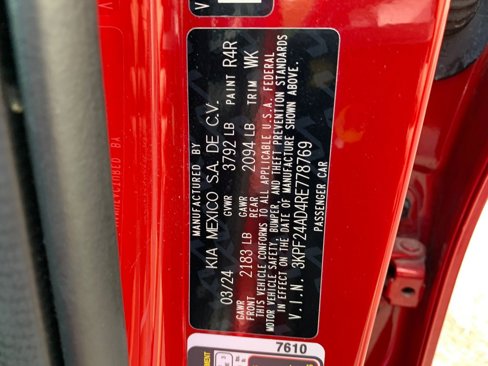 MANUFACTURED BY
KIA MEXICO S.A. DE C.V.
03/24 GVWR 3792 LB PAINT R4R
GAWR FRONT 2183 LB GAWR REAR 2094 LB TRIM WK
THIS VEHICLE CONFORMS TO ALL APPLICABLE U.S.A. FEDERAL
MOTOR VEHICLE SAFETY, BUMPER, AND THEFT PREVENTION STANDARDS
IN EFFECT ON THE DATE OF MANUFACTURE SHOWN ABOVE.
V.I.N. 3KPF24AD4RE778769
PASSENGER CAR
7610